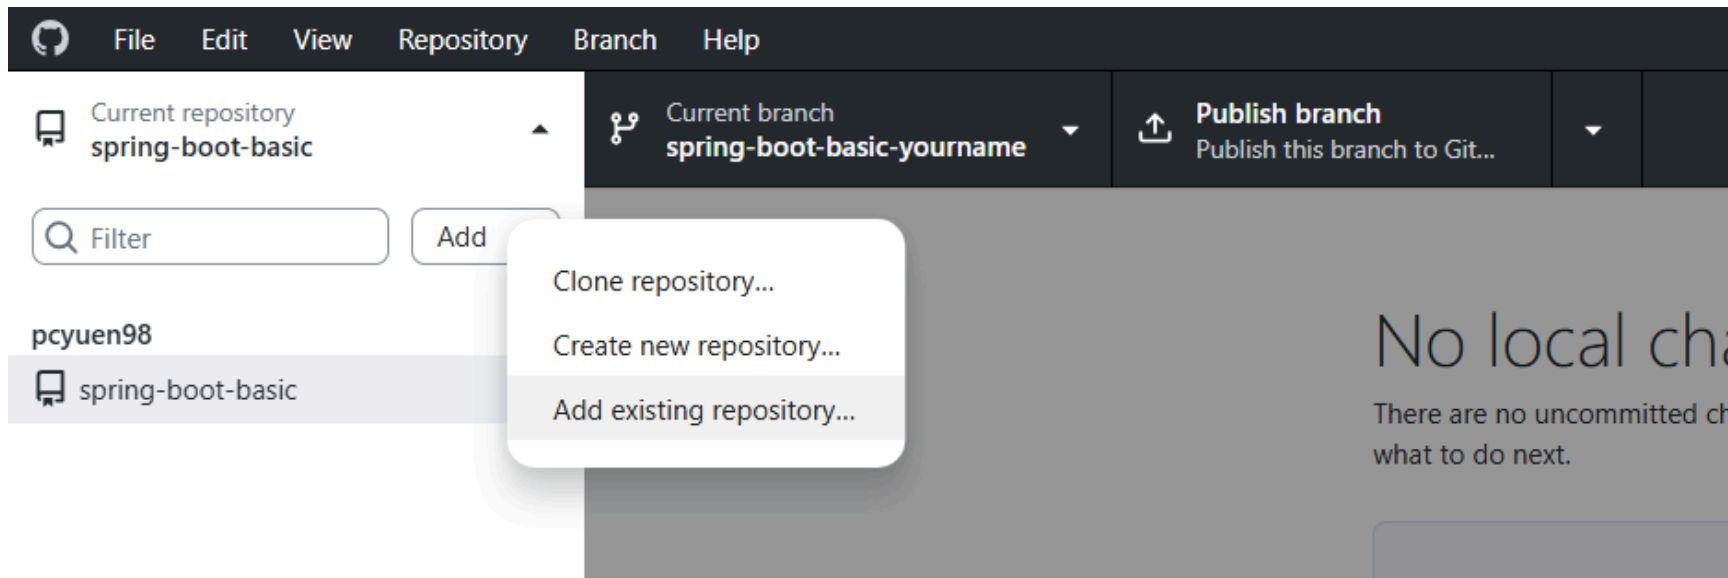 File Edit View Repository Branch Help
Current repository
spring-boot-basic
Current branch
spring-boot-basic-yourname
Publish branch
Publish this branch to Git...
Filter
Add
Clone repository...
Create new repository...
Add existing repository...
pcyuen98
spring-boot-basic
No local
There are no uncommitted
what to do next.